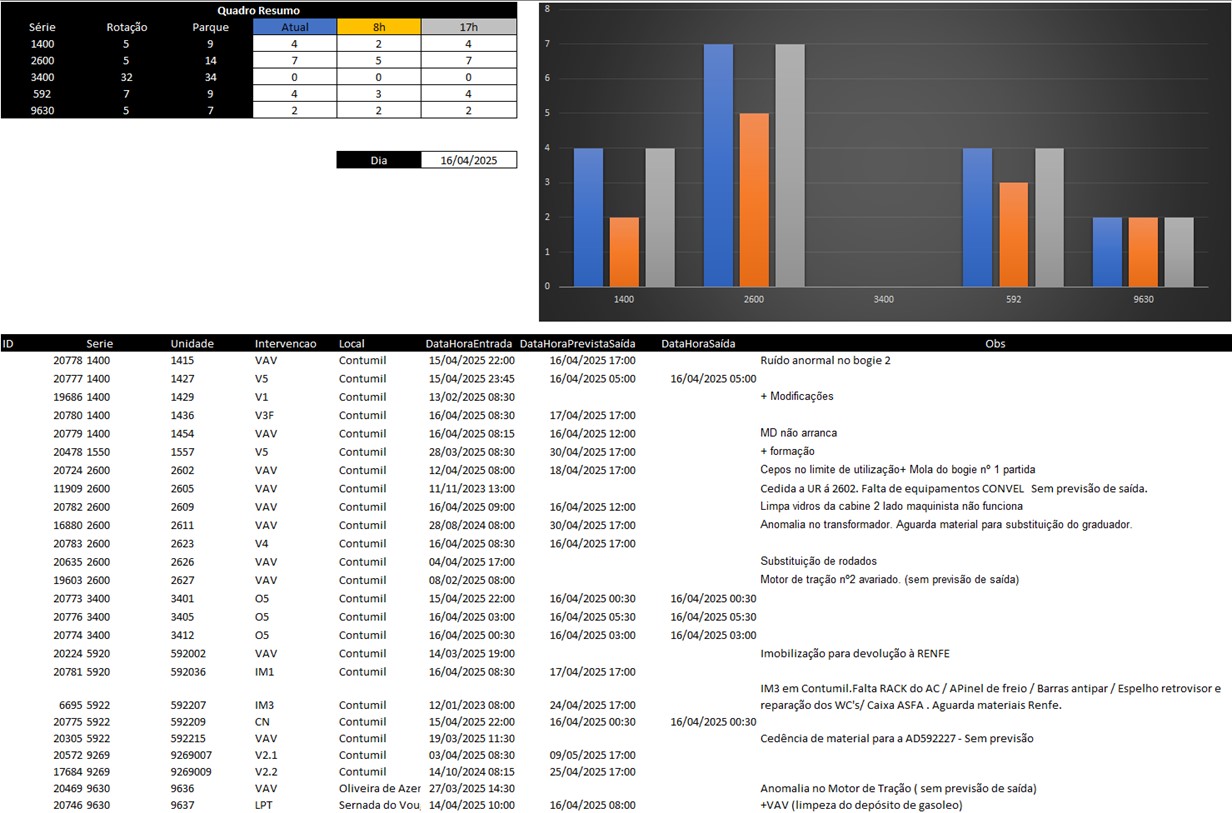 Quadro Resumo
Série Rotação Parque Atual 8h 17h
1400 5 9 4 2 4
2600 5 14 7 5 7
3400 32 34 0 0 0
592 7 9 4 3 4
9630 5 7 2 2 2
Dia 16/04/2025
8
7
6
5
4
3
2
1
0
1400 2600 3400 592 9630
ID Serie Unidade Intervencao Local DataHoraEntrada DataHoraPrevistaSaída DataHoraSaída Obs
20778 1400 1415 VAV Contumil 15/04/2025 22:00 16/04/2025 17:00 Ruído anormal no bogie 2
20777 1400 1427 V5 Contumil 15/04/2025 23:45 16/04/2025 05:00 16/04/2025 05:00
19686 1400 1429 V1 Contumil 13/02/2025 08:30 + Modificações
20780 1400 1436 V3F Contumil 16/04/2025 08:30 17/04/2025 17:00
20779 1400 1454 VAV Contumil 16/04/2025 08:15 16/04/2025 12:00 MD não arranca
20478 1550 1557 V5 Contumil 28/03/2025 08:30 30/04/2025 17:00 + formação
20724 2600 2602 VAV Contumil 12/04/2025 08:00 18/04/2025 17:00 Cepos no limite de utilização+ Mola do bogie nº 1 partida
11909 2600 2605 VAV Contumil 11/11/2023 13:00 Cedida a UR á 2602. Falta de equipamentos CONVEL Sem previsão de saída.
20782 2600 2609 VAV Contumil 16/04/2025 09:00 16/04/2025 12:00 Limpa vidros da cabine 2 lado maquinista não funciona
16880 2600 2611 VAV Contumil 28/08/2024 08:00 30/04/2025 17:00 Anomalia no transformador. Aguarda material para substituição do graduador.
20783 2600 2623 V4 Contumil 16/04/2025 08:30 16/04/2025 17:00
20635 2600 2626 VAV Contumil 04/04/2025 17:00 Substituição de rodados
19603 2600 2627 VAV Contumil 08/02/2025 08:00 Motor de tração nº2 avariado. (sem previsão de saída)
20773 3400 3401 O5 Contumil 15/04/2025 22:00 16/04/2025 00:30 16/04/2025 00:30
20776 3400 3405 O5 Contumil 16/04/2025 03:00 16/04/2025 05:30 16/04/2025 05:30
20774 3400 3412 O5 Contumil 16/04/2025 00:30 16/04/2025 03:00 16/04/2025 03:00
20224 5920 592002 VAV Contumil 14/03/2025 19:00 Imobilização para devolução à RENFE
20781 5920 592036 IM1 Contumil 16/04/2025 08:30 17/04/2025 17:00
IM3 em Contumil.Falta RACK do AC / APinel de freio / Barras antipar / Espelho retrovisor e
6695 5922 592207 IM3 Contumil 12/01/2023 08:00 24/04/2025 17:00 reparação dos WC's/ Caixa ASFA . Aguarda materiais Renfe.
20775 5922 592209 CN Contumil 15/04/2025 22:00 16/04/2025 00:30 16/04/2025 00:30
20305 5922 592215 VAV Contumil 19/03/2025 11:30 Cedência de material para a AD592227 - Sem previsão
20572 9269 9269007 V2.1 Contumil 03/04/2025 08:30 09/05/2025 17:00
17684 9269 9269009 V2.2 Contumil 14/10/2024 08:15 25/04/2025 17:00
20469 9630 9636 VAV Oliveira de Azer 27/03/2025 14:30 Anomalia no Motor de Tração ( sem previsão de saída)
20746 9630 9637 LPT Sernada do Vou 14/04/2025 10:00 16/04/2025 08:00 +VAV (limpeza do depósito de gasoleo)